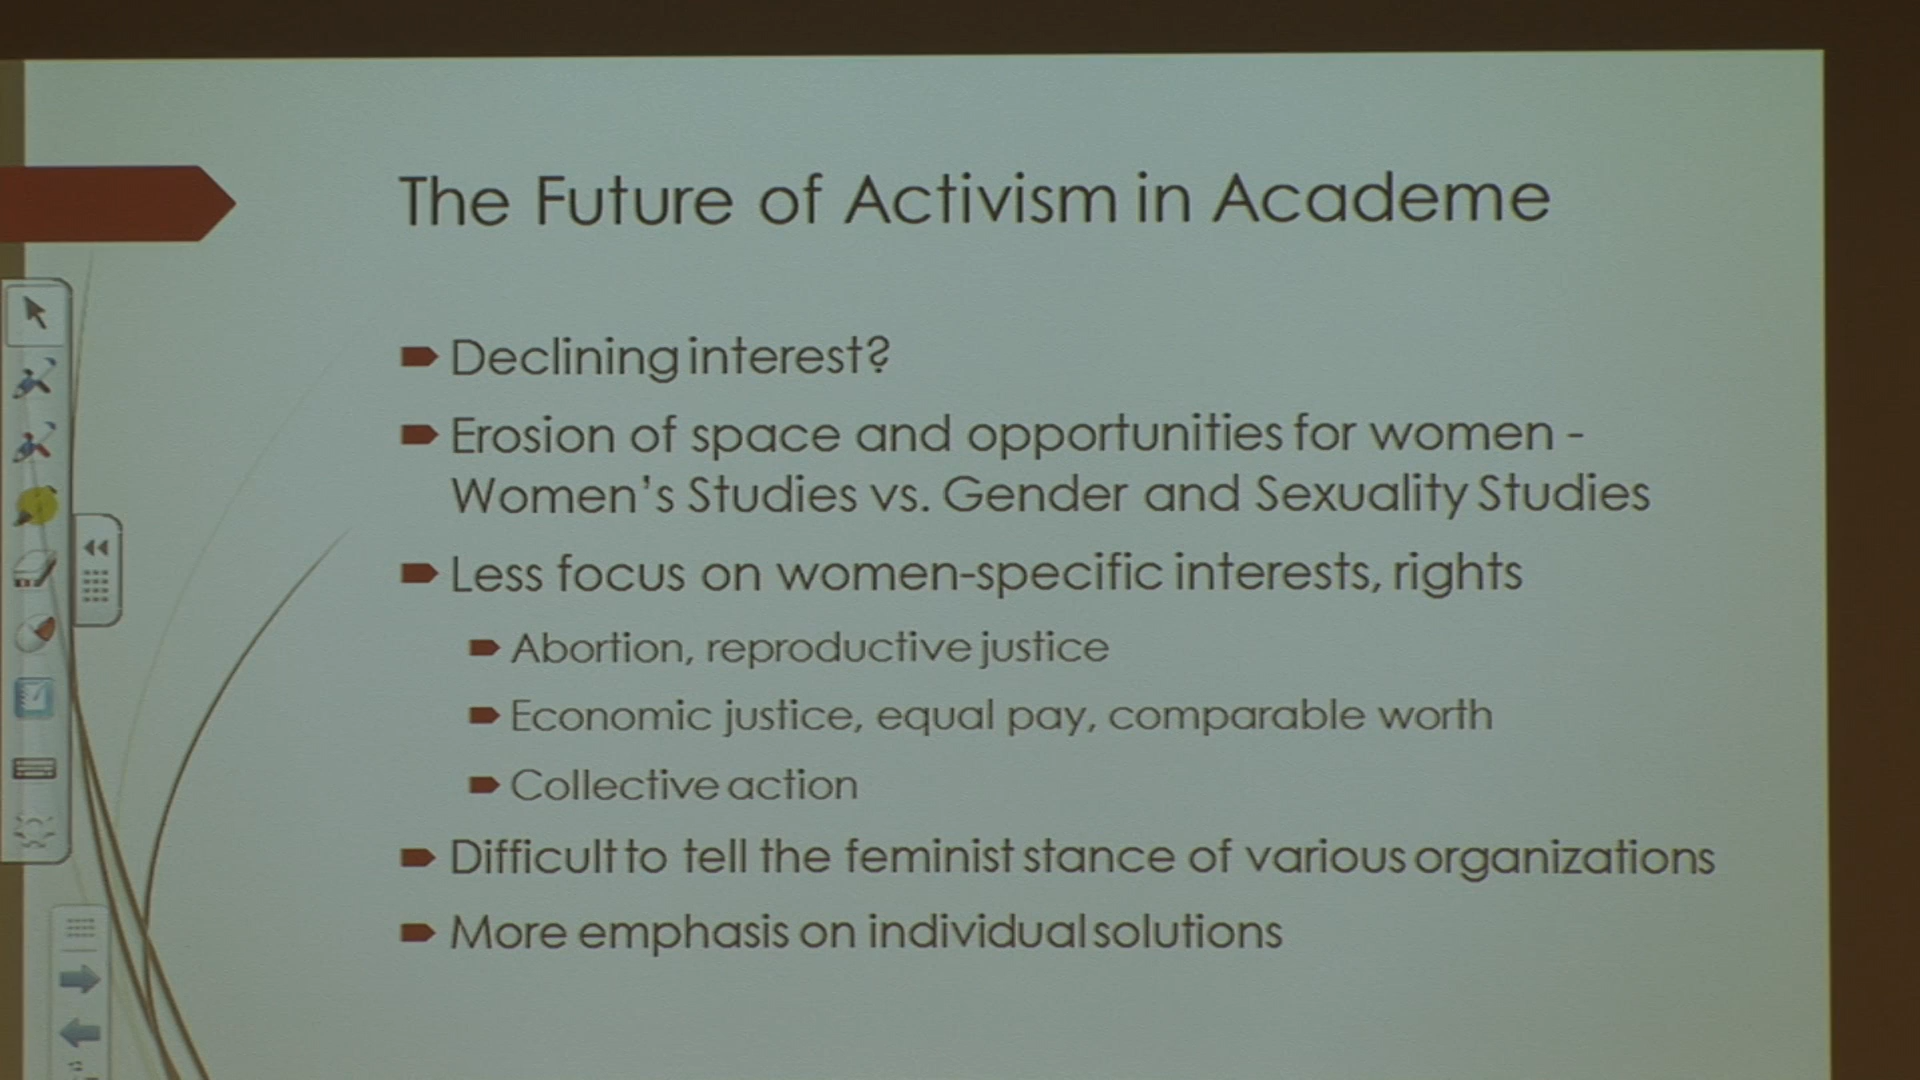 The Future of Activism in Academe
Declining interest?
Erosion of space and opportunities for women -
Women's Studies vs. Gender and Sexuality Studies
Less focus on women-specific interests, rights
Abortion, reproductive justice
Economic justice, equal pay, comparable worth
Collective action
Difficult to tell the feminist stance of various organizations
More emphasis on individual solutions